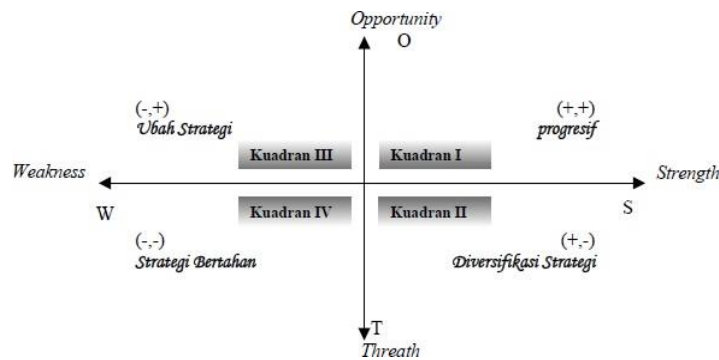 Opportunity
O
(-,+)
Ubah Strategi
(+,+)
progresif
Kuadran III
Kuadran I
Weakness
Strength
W
Kuadran IV
Kuadran II
S
(-,-)
Strategi Bertahan
(+,-)
Diversifikasi Strategi
T
Threath